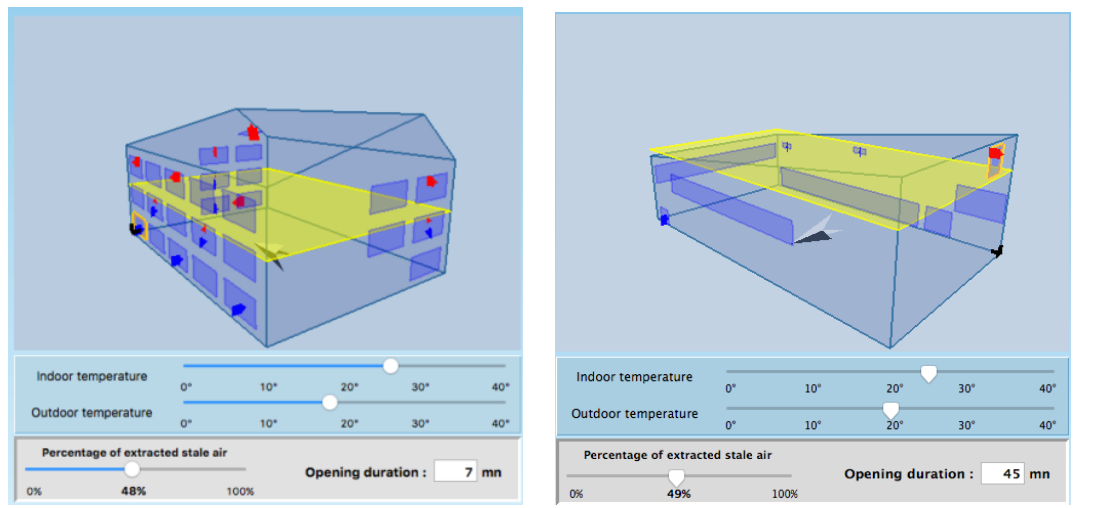 Indoor temperature
0° 10° 20° 30° 40°
Outdoor temperature
0° 10° 20° 30° 40°
Percentage of extracted stale air
Opening duration : 7 mn
0% 48% 100%
Indoor temperature
0° 10° 20° 30° 40°
Outdoor temperature
0° 10° 20° 30° 40°
Percentage of extracted stale air
Opening duration : 45 mn
0% 49% 100%